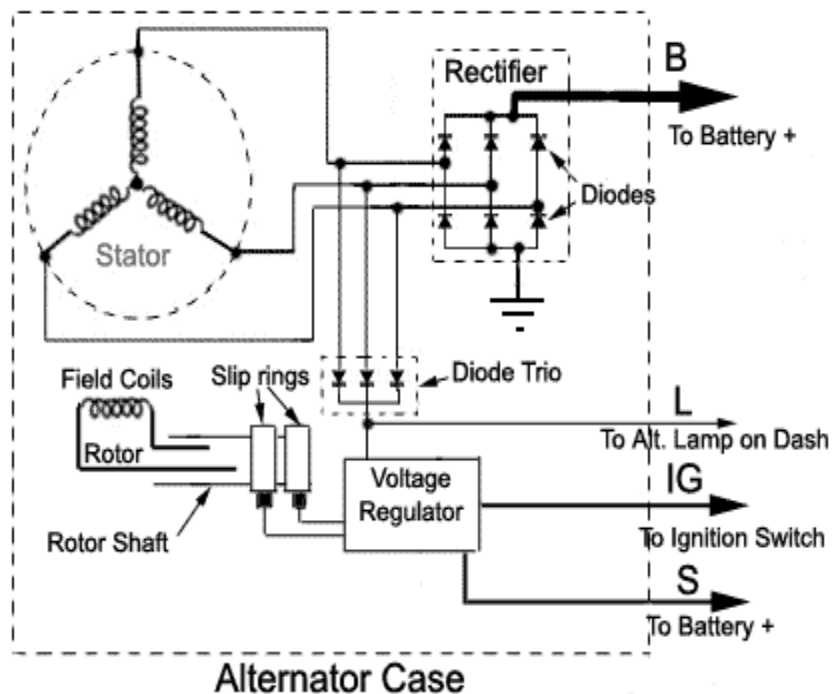 Rectifier
B
To Battery +
Diodes
Stator
Diode Trio
Field Coils
Slip rings
L
To Alt. Lamp on Dash
Rotor
Voltage
Regulator
IG
To Ignition Switch
Rotor Shaft
S
To Battery +
Alternator Case